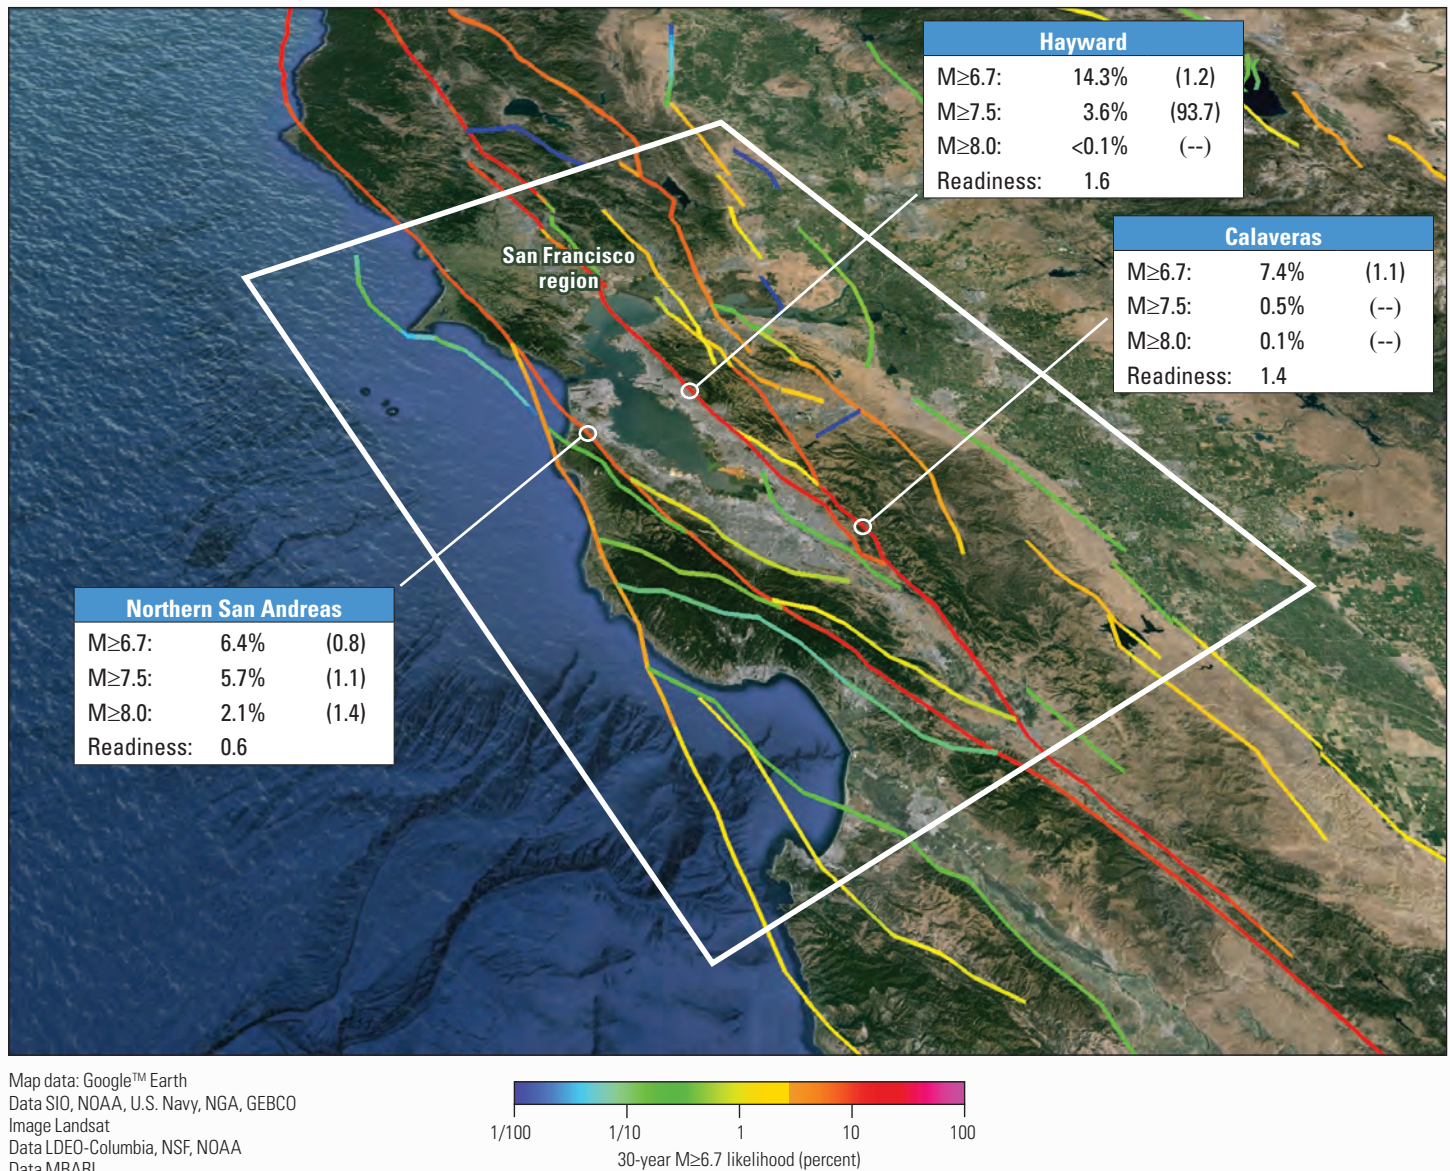 Hayward
M≥6.7: 14.3% (1.2)
M≥7.5: 3.6% (93.7)
M≥8.0: <0.1% (--)
Readiness: 1.6
Calaveras
M≥6.7: 7.4% (1.1)
M≥7.5: 0.5% (--)
M≥8.0: 0.1% (--)
Readiness: 1.4
San Francisco
region
Northern San Andreas
M≥6.7: 6.4% (0.8)
M≥7.5: 5.7% (1.1)
M≥8.0: 2.1% (1.4)
Readiness: 0.6
Map data: Google™ Earth
Data SIO, NOAA, U.S. Navy, NGA, GEBCO
Image Landsat
Data LDEO-Columbia, NSF, NOAA
Data MBARI
1/100 1/10 1 10 100
30-year M≥6.7 likelihood (percent)